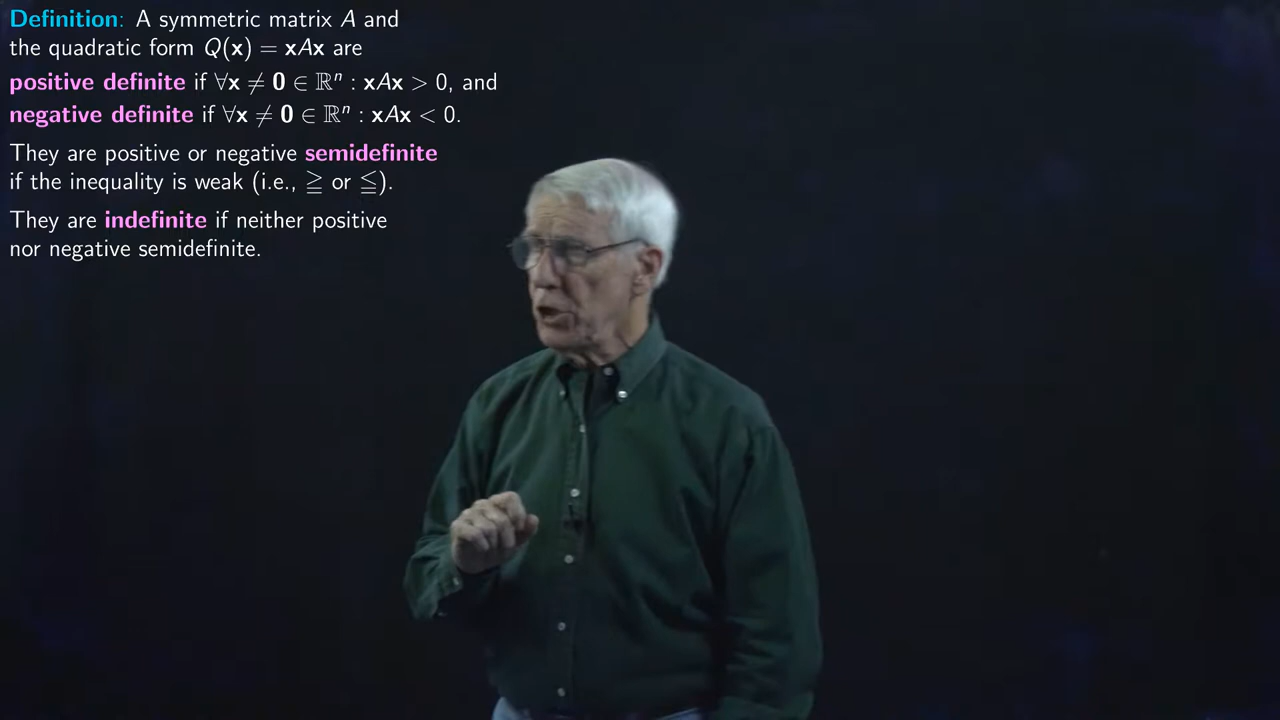 Definition: A symmetric matrix A and
the quadratic form Q(x) = xAx are
positive definite if ∀x ≠ 0 ∈ ℝⁿ : xAx > 0, and
negative definite if ∀x ≠ 0 ∈ ℝⁿ : xAx < 0.
They are positive or negative semidefinite
if the inequality is weak (i.e., ≧ or ≦).
They are indefinite if neither positive
nor negative semidefinite.